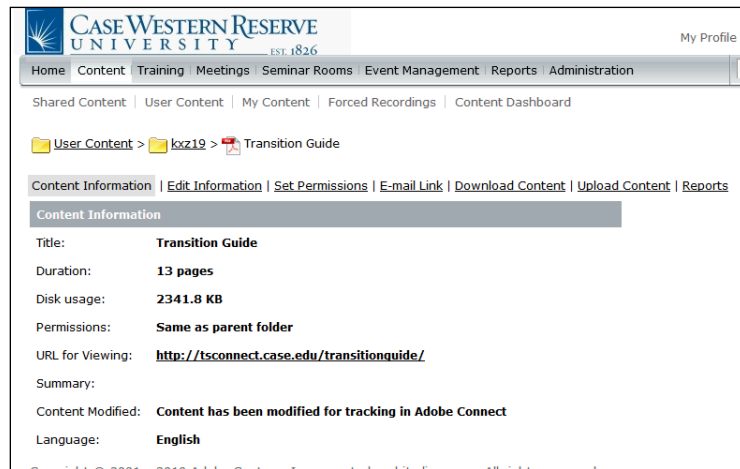 CASE WESTERN RESERVE
UNIVERSITY EST. 1826
My Profile
Home Content Training Meetings Seminar Rooms Event Management Reports Administration
Shared Content | User Content | My Content | Forced Recordings | Content Dashboard
User Content > kxz19 > Transition Guide
Content Information | Edit Information | Set Permissions | E-mail Link | Download Content | Upload Content | Reports
Content Information
Title: Transition Guide
Duration: 13 pages
Disk usage: 2341.8 KB
Permissions: Same as parent folder
URL for Viewing: http://tsconnect.case.edu/transitionguide/
Summary:
Content Modified: Content has been modified for tracking in Adobe Connect
Language: English